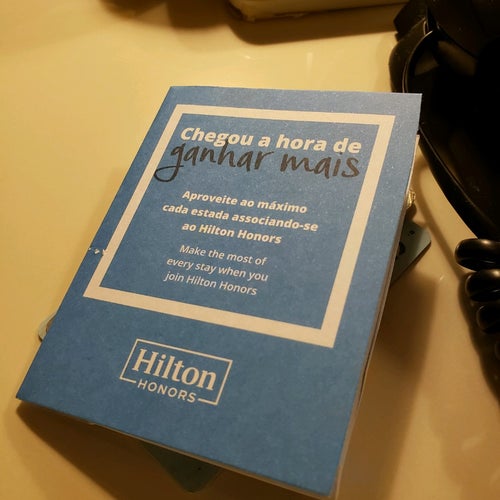 Chegou a hora de
ganhar mais
Aproveite ao máximo
cada estada associando-se
ao Hilton Honors
Make the most of
every stay when you
join Hilton Honors
Hilton
HONORS